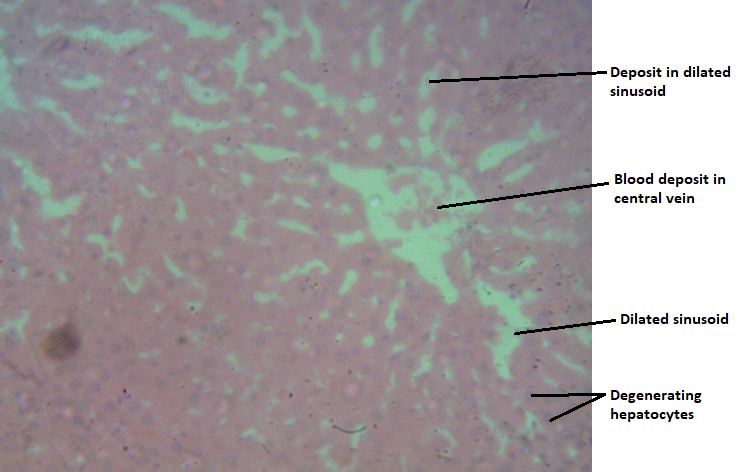 Deposit in dilated
sinusoid
Blood deposit in
central vein
Dilated sinusoid
Degenerating
hepatocytes